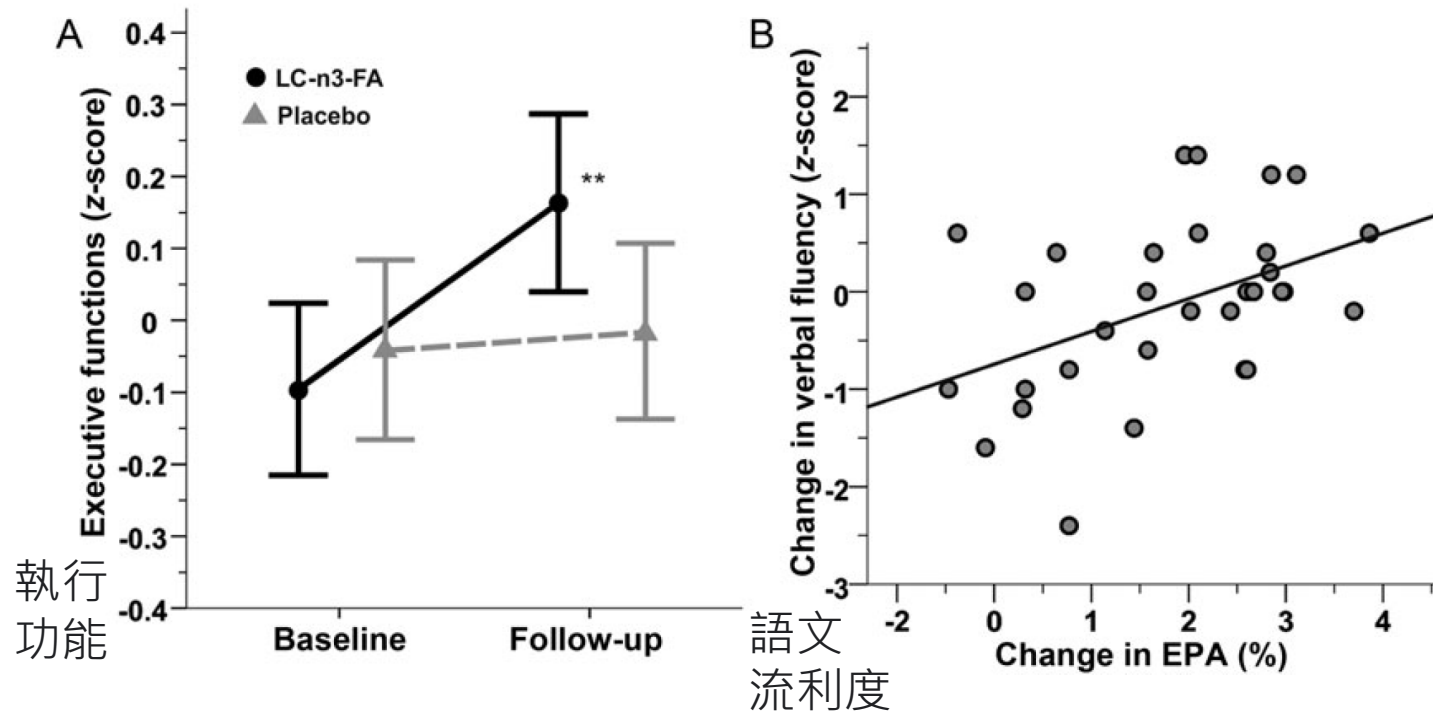 A
0.4
0.3
0.2
0.1
0
-0.1
-0.2
-0.3
-0.4
Executive functions (z-score)
LC-n3-FA
Placebo
**
Baseline
Follow-up
執行
功能
B
2
1
0
-1
-2
-3
Change in verbal fluency (z-score)
-2
0
1
2
3
4
Change in EPA (%)
語文
流利度